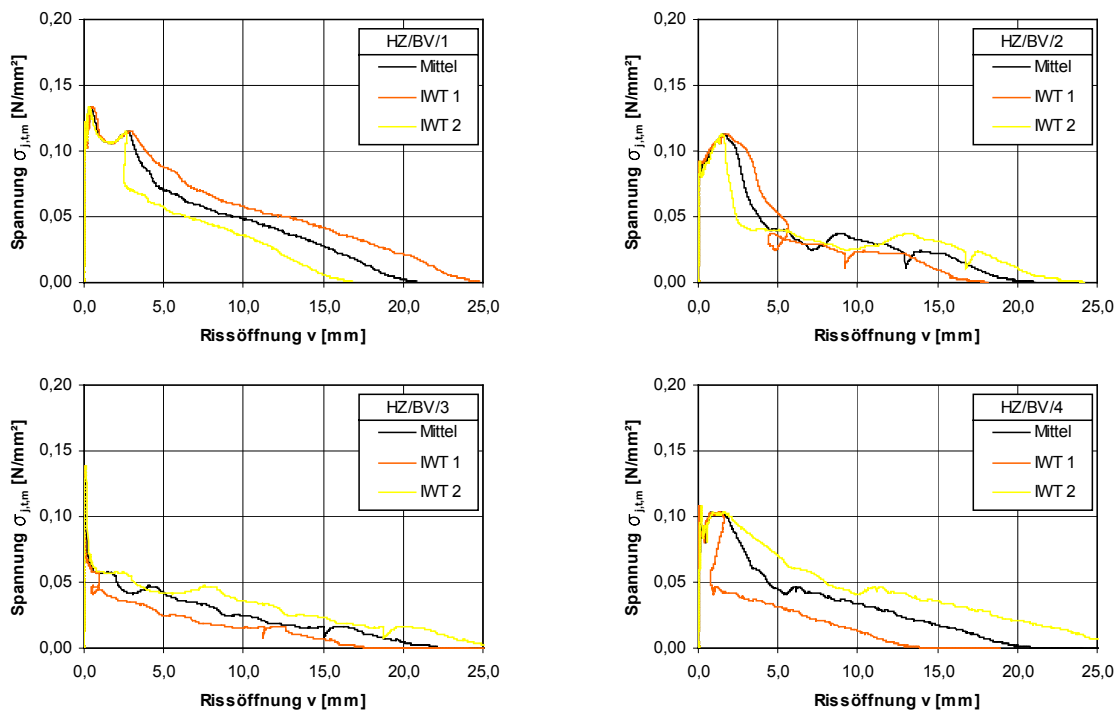 HZ/BV/1
Mittel
IWT 1
IWT 2
Spannung σj,t,m [N/mm²]
0,20
0,15
0,10
0,05
0,00
0,0 5,0 10,0 15,0 20,0 25,0
Rissöffnung v [mm]
HZ/BV/2
Mittel
IWT 1
IWT 2
Spannung σj,t,m [N/mm²]
0,20
0,15
0,10
0,05
0,00
0,0 5,0 10,0 15,0 20,0 25,0
Rissöffnung v [mm]
HZ/BV/3
Mittel
IWT 1
IWT 2
Spannung σj,t,m [N/mm²]
0,20
0,15
0,10
0,05
0,00
0,0 5,0 10,0 15,0 20,0 25,0
Rissöffnung v [mm]
HZ/BV/4
Mittel
IWT 1
IWT 2
Spannung σj,t,m [N/mm²]
0,20
0,15
0,10
0,05
0,00
0,0 5,0 10,0 15,0 20,0 25,0
Rissöffnung v [mm]